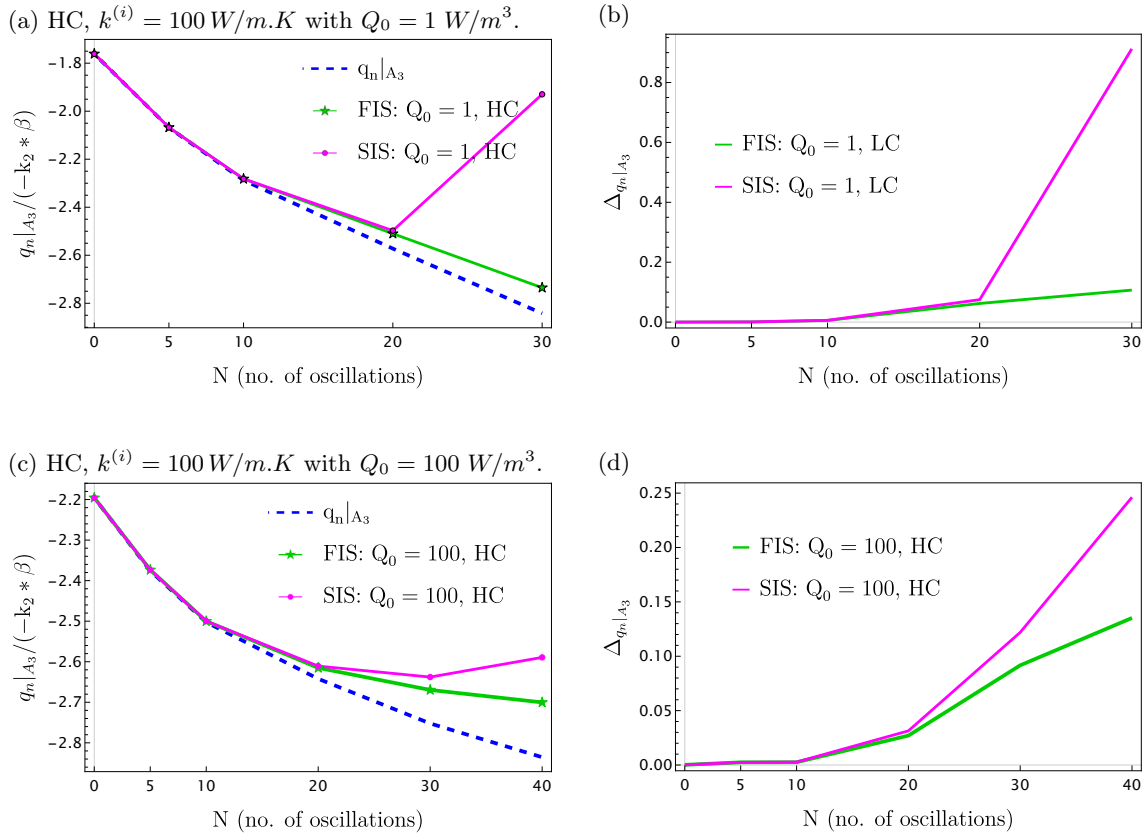 (a) HC, k^(i) = 100 W/m.K with Q_0 = 1 W/m^3.
q_n|_A_3/(−k_2 * β)
-1.8
-2.0
-2.2
-2.4
-2.6
-2.8
q_n|_A_3
FIS: Q_0 = 1, HC
SIS: Q_0 = 1, HC
0 5 10 20 30
N (no. of oscillations)
(b)
Δ_q_n|_A_3
0.8
0.6
0.4
0.2
0.0
FIS: Q_0 = 1, LC
SIS: Q_0 = 1, LC
0 5 10 20 30
N (no. of oscillations)
(c) HC, k^(i) = 100 W/m.K with Q_0 = 100 W/m^3.
q_n|_A_3/(−k_2 * β)
-2.2
-2.3
-2.4
-2.5
-2.6
-2.7
-2.8
q_n|_A_3
FIS: Q_0 = 100, HC
SIS: Q_0 = 100, HC
0 5 10 20 30 40
N (no. of oscillations)
(d)
Δ_q_n|_A_3
0.25
0.20
0.15
0.10
0.05
0.00
FIS: Q_0 = 100, HC
SIS: Q_0 = 100, HC
0 5 10 20 30 40
N (no. of oscillations)